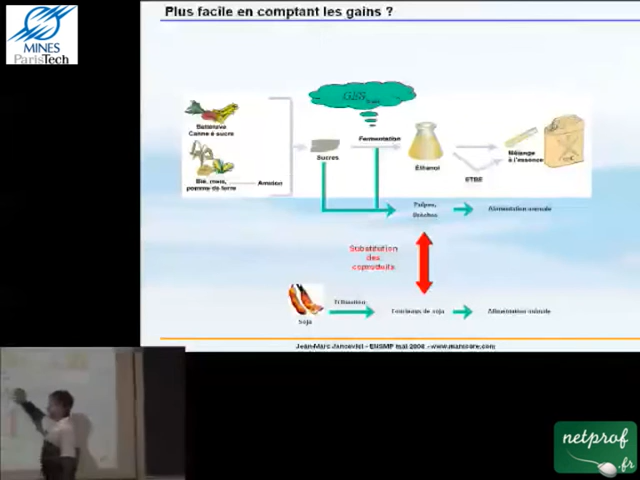 Plus facile en comptant les gains ?
MINES
ParisTech
GES
Betterave
Canne à sucre
Fermentation
Sucres
Ethanol
Mélange
à l'essence
Blé, maïs,
pomme de terre
Amidon
ETBE
Pulpes,
Drèches
Alimentation animale
Substitution
des
coproduits
Trituration
Soja
Tourteaux de soja
Alimentation animale
Jean-Marc Jancovici - ENSMP mai 2008 - www.manicore.com
netprof
.fr